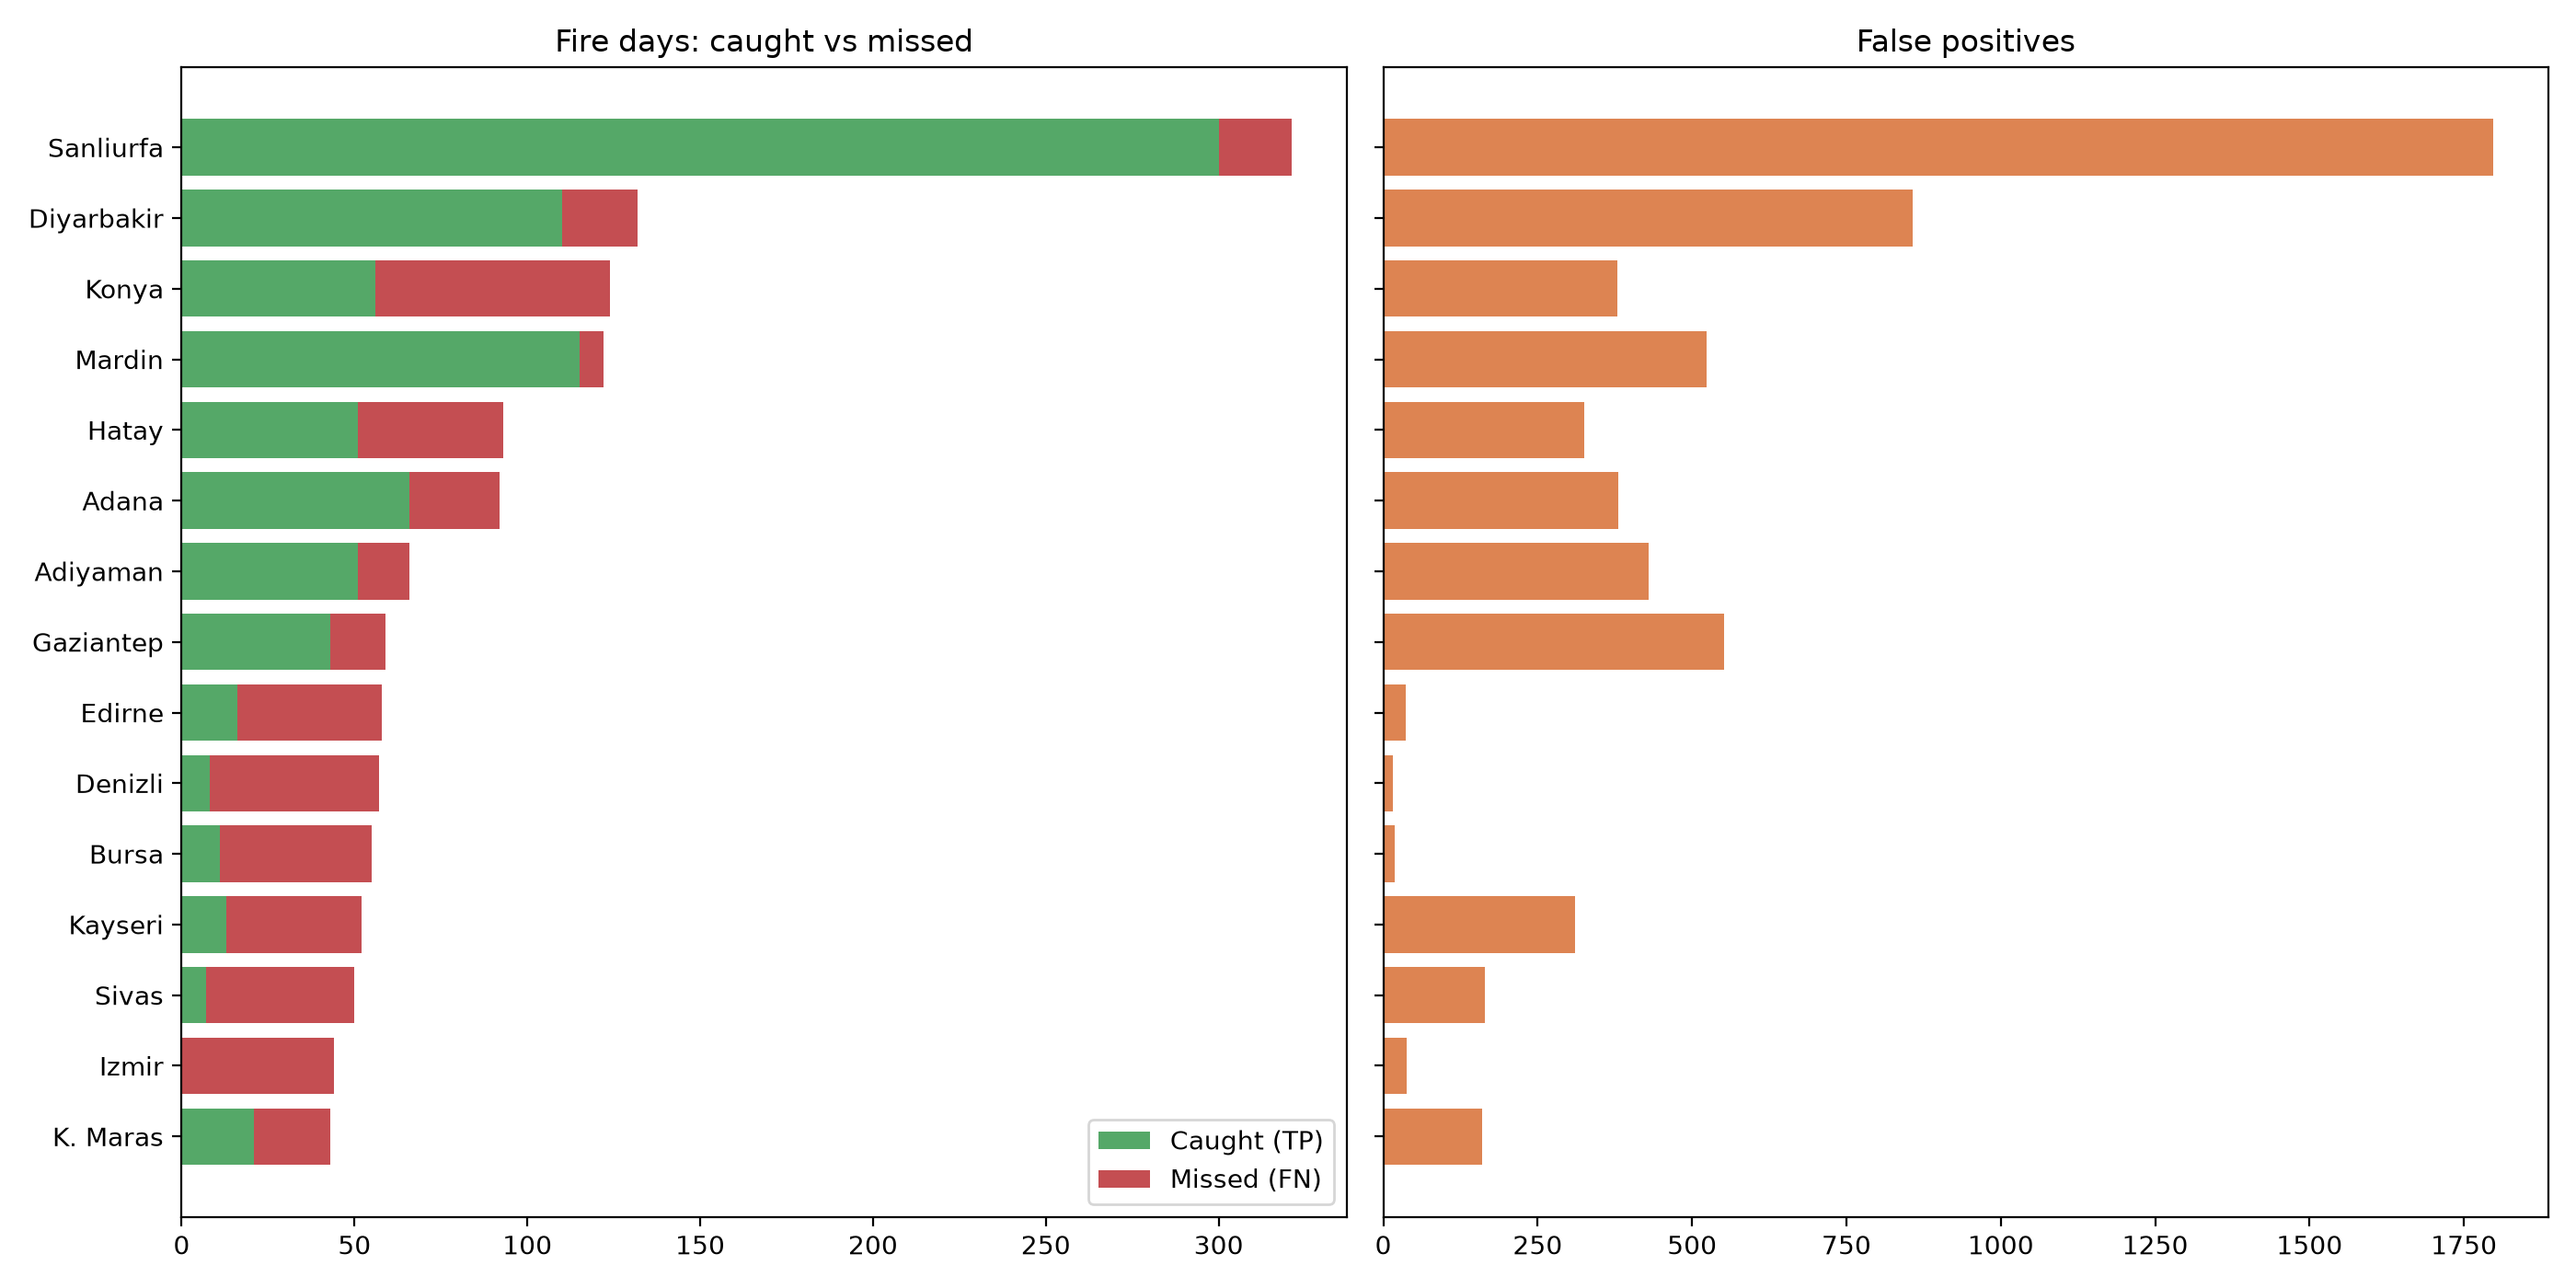 Fire days: caught vs missed
Sanliurfa
Diyarbakir
Konya
Mardin
Hatay
Adana
Adiyaman
Gaziantep
Edirne
Denizli
Bursa
Kayseri
Sivas
Izmir
K. Maras
Caught (TP)
Missed (FN)
0 50 100 150 200 250 300
False positives
0 250 500 750 1000 1250 1500 1750